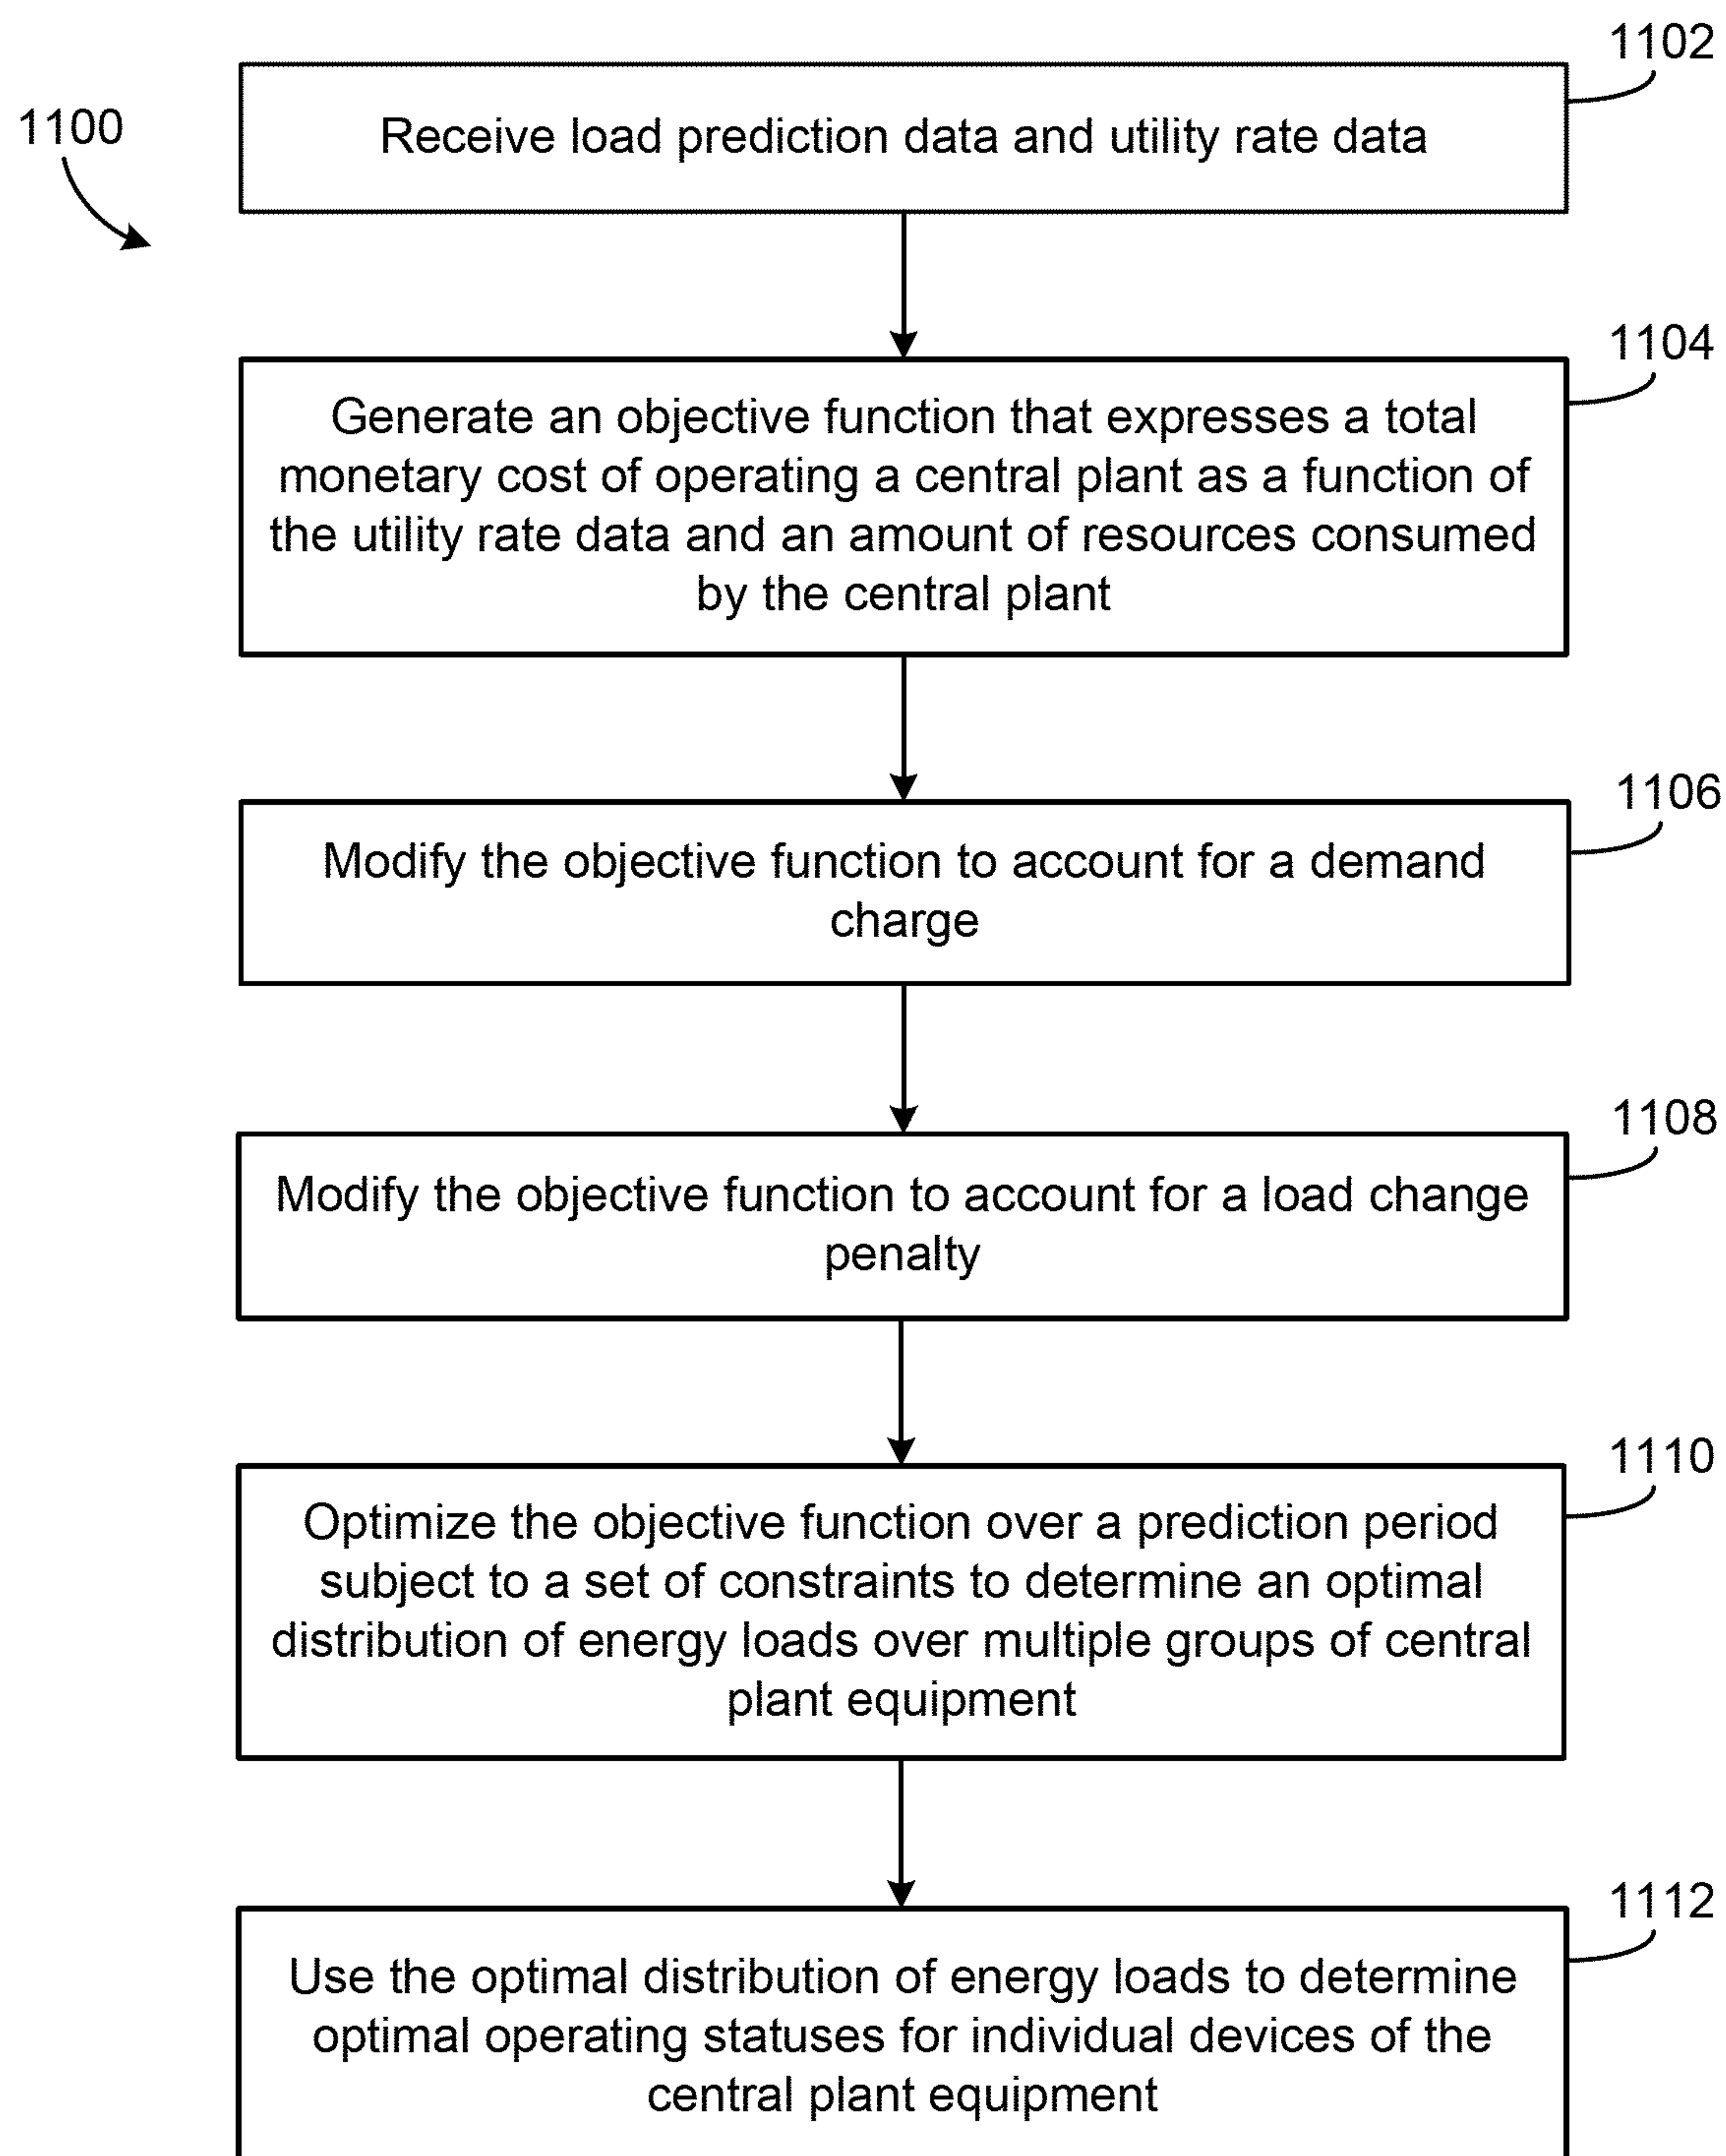 1102
1100
Receive load prediction data and utility rate data
1104
Generate an objective function that expresses a total
monetary cost of operating a central plant as a function of
the utility rate data and an amount of resources consumed
by the central plant
1106
Modify the objective function to account for a demand
charge
1108
Modify the objective function to account for a load change
penalty
1110
Optimize the objective function over a prediction period
subject to a set of constraints to determine an optimal
distribution of energy loads over multiple groups of central
plant equipment
1112
Use the optimal distribution of energy loads to determine
optimal operating statuses for individual devices of the
central plant equipment